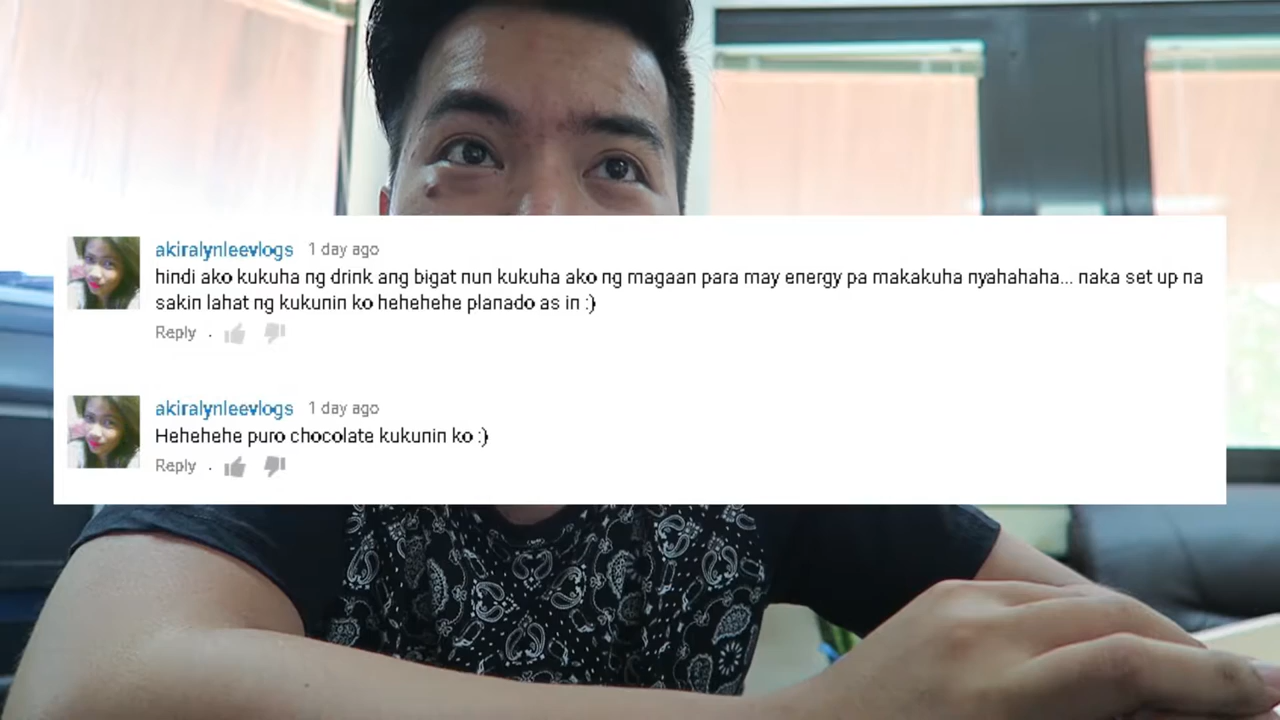 akiralynleevlogs 1 day ago
hindi ako kukuha ng drink ang bigat nun kukuha ako ng magaan para may energy pa makakuha nyahahaha... naka set up na
sakin lahat ng kukunin ko hehehehe planado as in :)
Reply .
akiralynleevlogs 1 day ago
Hehehehe puro chocolate kukunin ko :)
Reply .